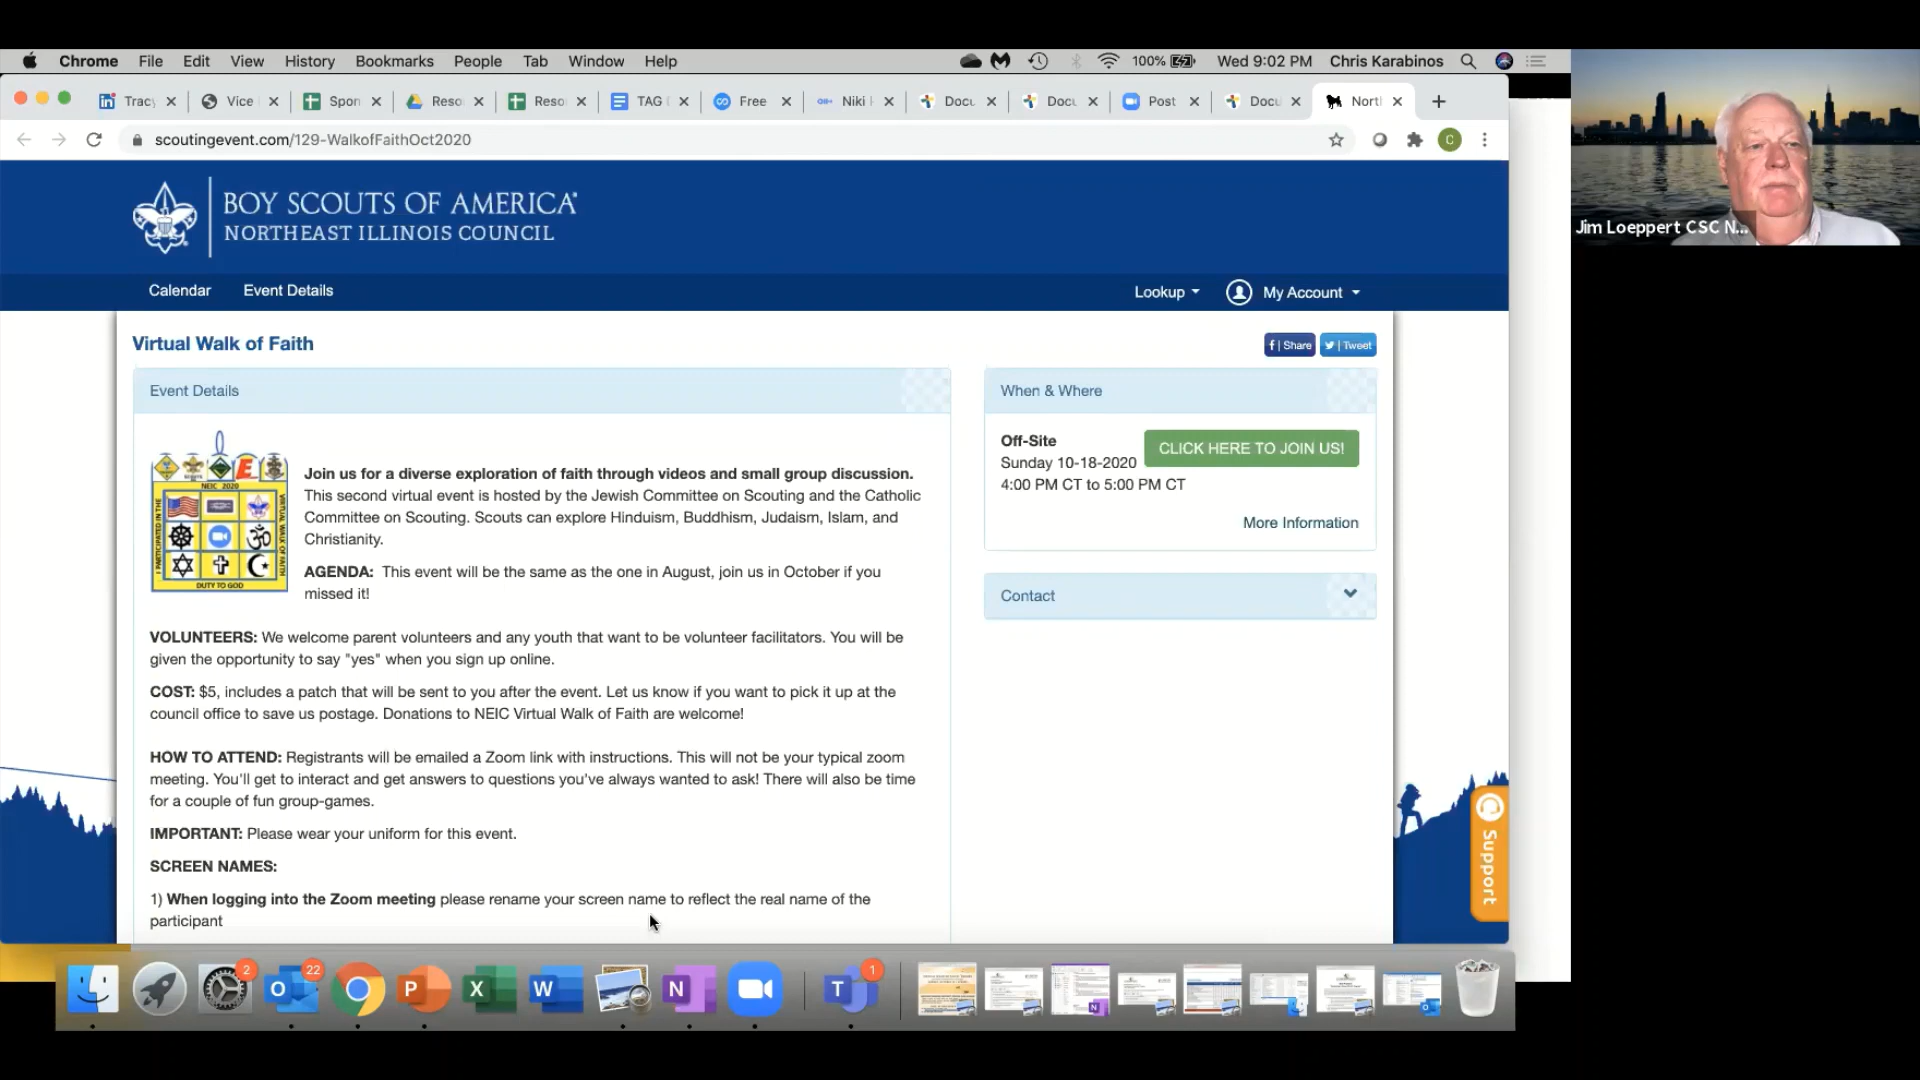 Chrome File Edit View History Bookmarks People Tab Window Help 100% Wed 9:02 PM Chris Karabinos
Tracy Vice Spon Reso Reso TAG Free Niki Docu Docu Post Docu Nort
scoutingevent.com/129-WalkofFaithOct2020
C
BOY SCOUTS OF AMERICA®
NORTHEAST ILLINOIS COUNCIL
Jim Loeppert CSC N...
Calendar Event Details Lookup My Account
Virtual Walk of Faith
f | Share | Tweet
Event Details
When & Where
NEIC 2020
I PARTICIPATED IN THE
VIRTUAL WALK OF FAITH
DUTY TO GOD
Join us for a diverse exploration of faith through videos and small group discussion.
This second virtual event is hosted by the Jewish Committee on Scouting and the Catholic
Committee on Scouting. Scouts can explore Hinduism, Buddhism, Judaism, Islam, and
Christianity.
AGENDA: This event will be the same as the one in August, join us in October if you
missed it!
VOLUNTEERS: We welcome parent volunteers and any youth that want to be volunteer facilitators. You will be
given the opportunity to say "yes" when you sign up online.
COST: $5, includes a patch that will be sent to you after the event. Let us know if you want to pick it up at the
council office to save us postage. Donations to NEIC Virtual Walk of Faith are welcome!
HOW TO ATTEND: Registrants will be emailed a Zoom link with instructions. This will not be your typical zoom
meeting. You'll get to interact and get answers to questions you've always wanted to ask! There will also be time
for a couple of fun group-games.
IMPORTANT: Please wear your uniform for this event.
SCREEN NAMES:
1) When logging into the Zoom meeting please rename your screen name to reflect the real name of the
participant
Off-Site
Sunday 10-18-2020
4:00 PM CT to 5:00 PM CT
CLICK HERE TO JOIN US!
More Information
Contact
Support
2 22 1
O P X W N T